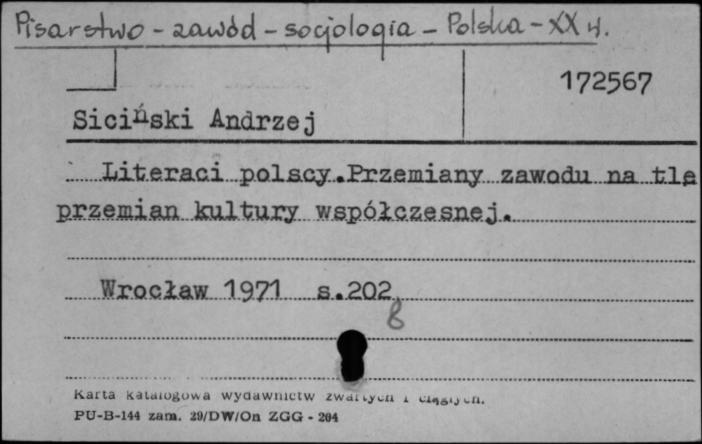 Pisarstwo - zawód - socjologia - Polska - XX w.
172567
Siciński Andrzej
Literaci polscy.Przemiany zawodu na tle
przemian kultury współczesnej.
Wrocław 1971 s.202
B
Karta katalogowa wydawnictw zwartych i ciągłych.
PU-B-144 zam. 29/DW/On ZGG - 204